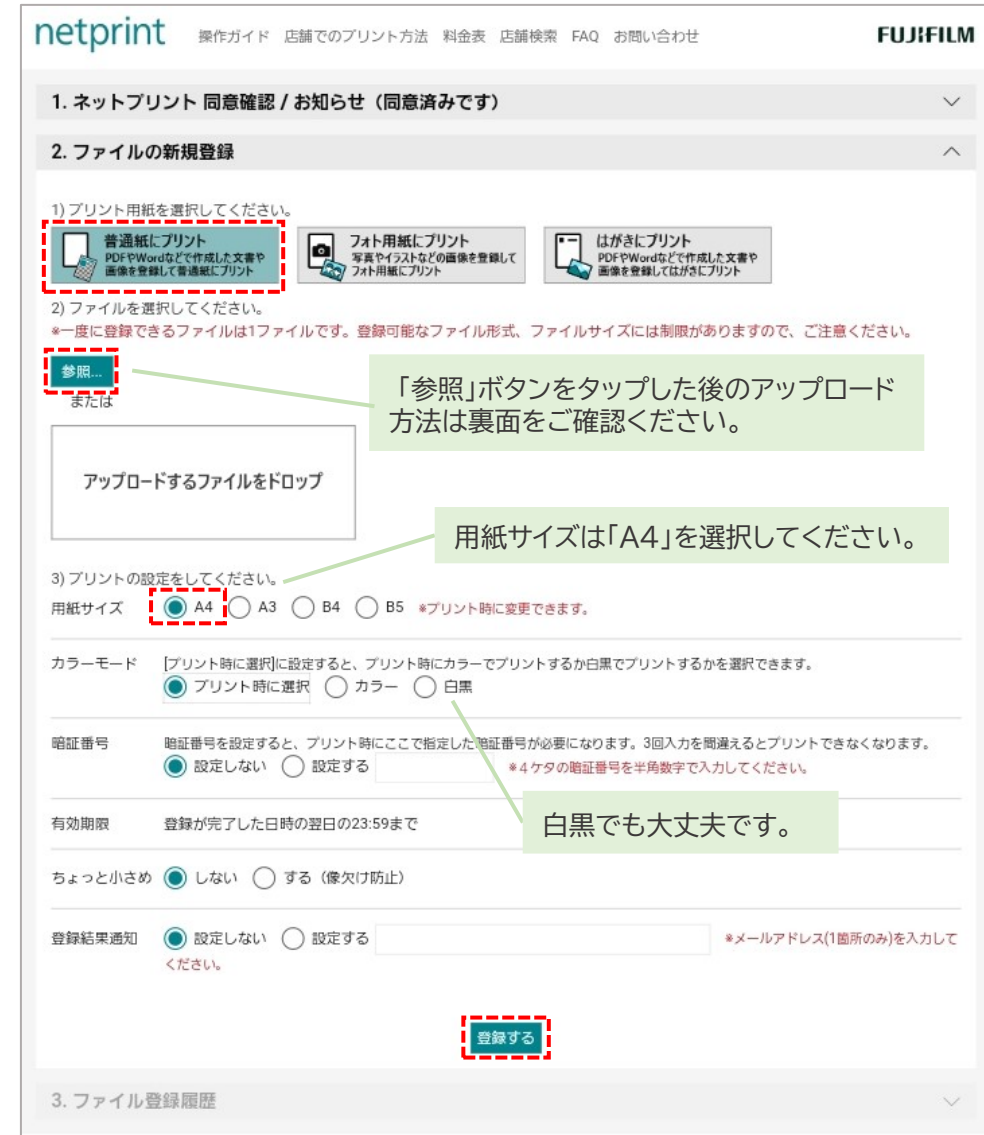 netprint 操作ガイド 店舗でのプリント方法 料金表 店舗検索 FAQ お問い合わせ FUJIFILM
1. ネットプリント 同意確認 / お知らせ（同意済みです）
2. ファイルの新規登録
1) プリント用紙を選択してください。
普通紙にプリント
PDFやWordなどで作成した文書や
画像を登録して普通紙にプリント
フォト用紙にプリント
写真やイラストなどの画像を登録して
フォト用紙にプリント
はがきにプリント
PDFやWordなどで作成した文書や
画像を登録してはがきにプリント
2) ファイルを選択してください。
※一度に登録できるファイルは1ファイルです。登録可能なファイル形式、ファイルサイズには制限がありますので、ご注意ください。
参照...
または
「参照」ボタンをタップした後のアップロード
方法は裏面をご確認ください。
アップロードするファイルをドロップ
用紙サイズは「A4」を選択してください。
3) プリントの設定をしてください。
用紙サイズ A4 A3 B4 B5 ※プリント時に変更できます。
カラーモード [プリント時に選択]に設定すると、プリント時にカラーでプリントするか白黒でプリントするかを選択できます。
プリント時に選択 カラー 白黒
暗証番号 暗証番号を設定すると、プリント時にここで指定した暗証番号が必要になります。3回入力を間違えるとプリントできなくなります。
設定しない 設定する ※4ケタの暗証番号を半角数字で入力してください。
白黒でも大丈夫です。
有効期限 登録が完了した日時の翌日の23:59まで
ちょっと小さめ しない する（像欠け防止）
登録結果通知 設定しない 設定する ※メールアドレス(1箇所のみ)を入力して
ください。
登録する
3. ファイル登録履歴